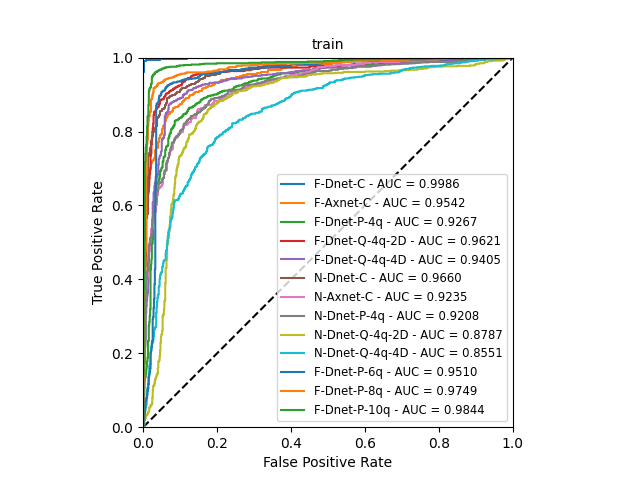 train
1.0
0.8
0.6
0.4
0.2
0.0
True Positive Rate
F-Dnet-C - AUC = 0.9986
F-Axnet-C - AUC = 0.9542
F-Dnet-P-4q - AUC = 0.9267
F-Dnet-Q-4q-2D - AUC = 0.9621
F-Dnet-Q-4q-4D - AUC = 0.9405
N-Dnet-C - AUC = 0.9660
N-Axnet-C - AUC = 0.9235
N-Dnet-P-4q - AUC = 0.9208
N-Dnet-Q-4q-2D - AUC = 0.8787
N-Dnet-Q-4q-4D - AUC = 0.8551
F-Dnet-P-6q - AUC = 0.9510
F-Dnet-P-8q - AUC = 0.9749
F-Dnet-P-10q - AUC = 0.9844
0.0 0.2 0.4 0.6 0.8 1.0
False Positive Rate